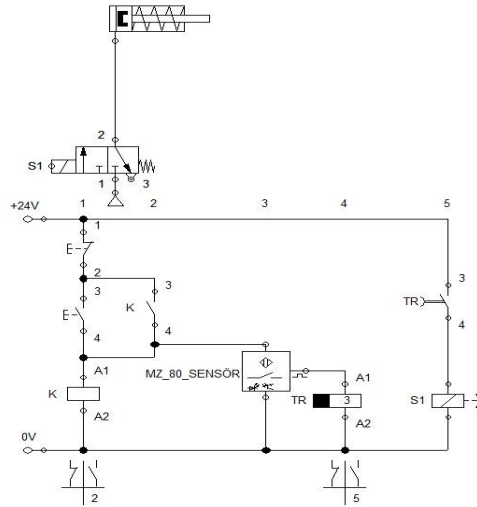 2
S1
1 3
1 2 3 4 5
+24V
1
2
3 3 3
K TR
4 4 4
MZ_80_SENSÖR
A1 A1
K TR 3 S1
A2 A2
0V
2 5